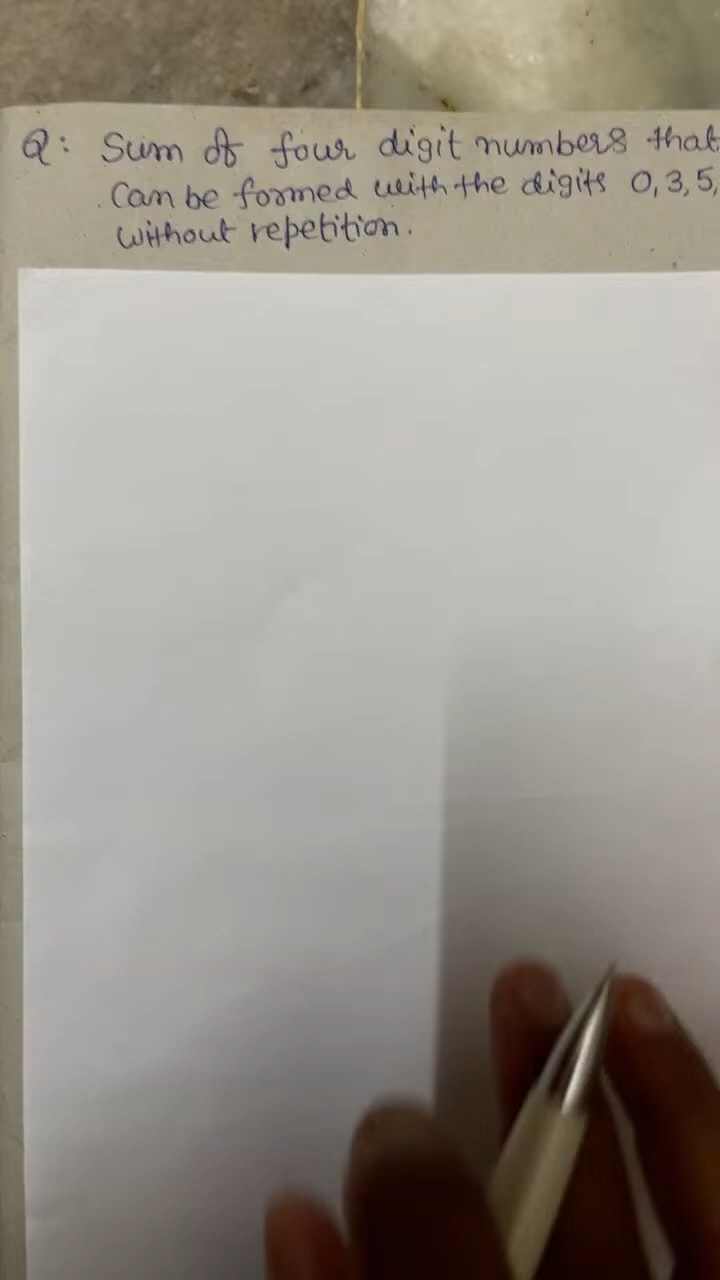 Q: Sum of four digit numbers that
can be formed with the digits 0, 3, 5,
without repetition.